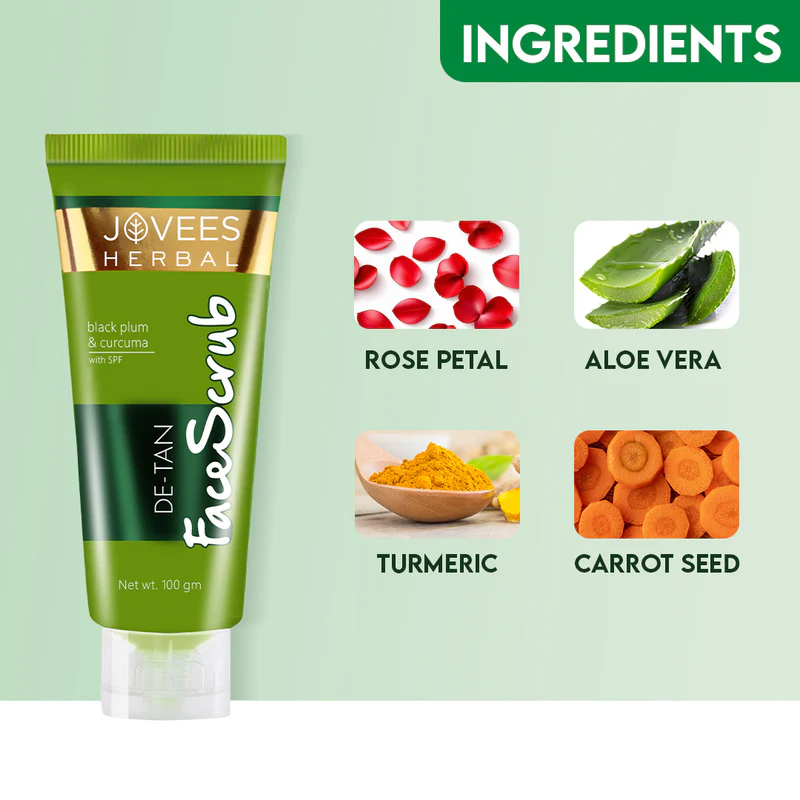 INGREDIENTS
JOVEES
HERBAL
black plum
& curcuma
with SPF
DE-TAN
FaceScrub
Net wt. 100 gm
ROSE PETAL
ALOE VERA
TURMERIC
CARROT SEED